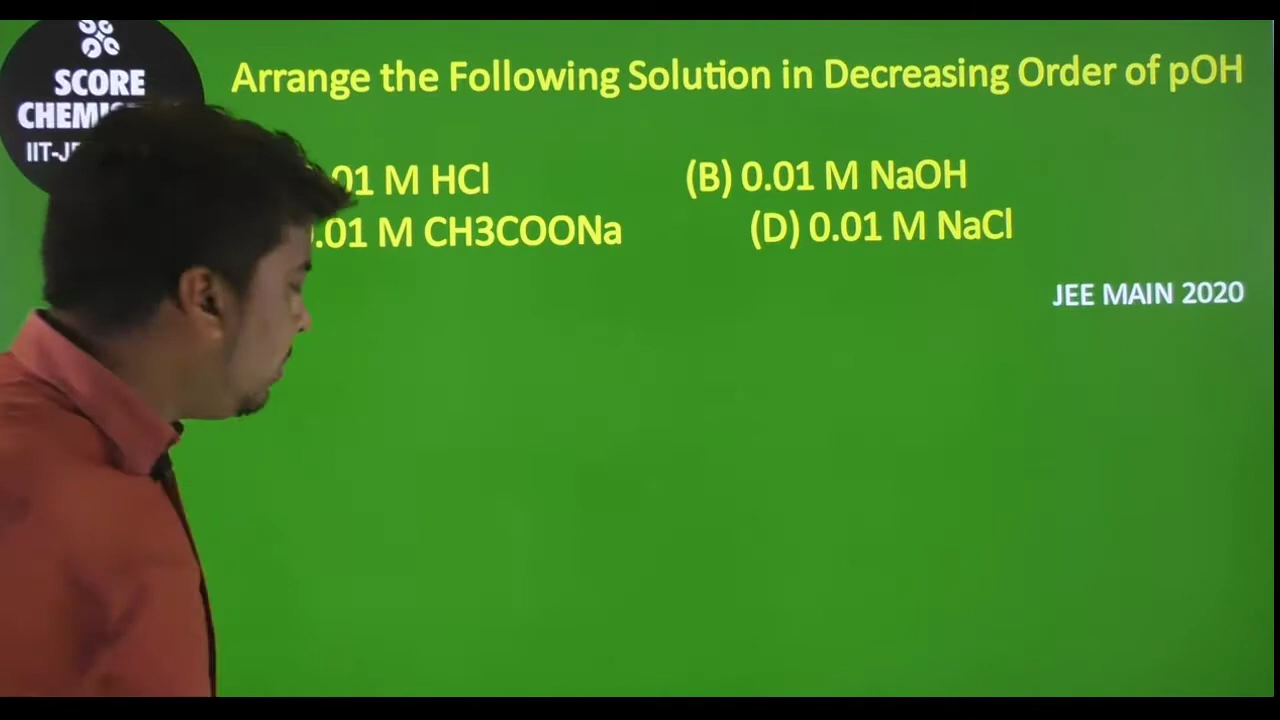 SCORE
Arrange the Following Solution in Decreasing Order of pOH
01 M HCl (B) 0.01 M NaOH
.01 M CH3COONa (D) 0.01 M NaCl
JEE MAIN 2020